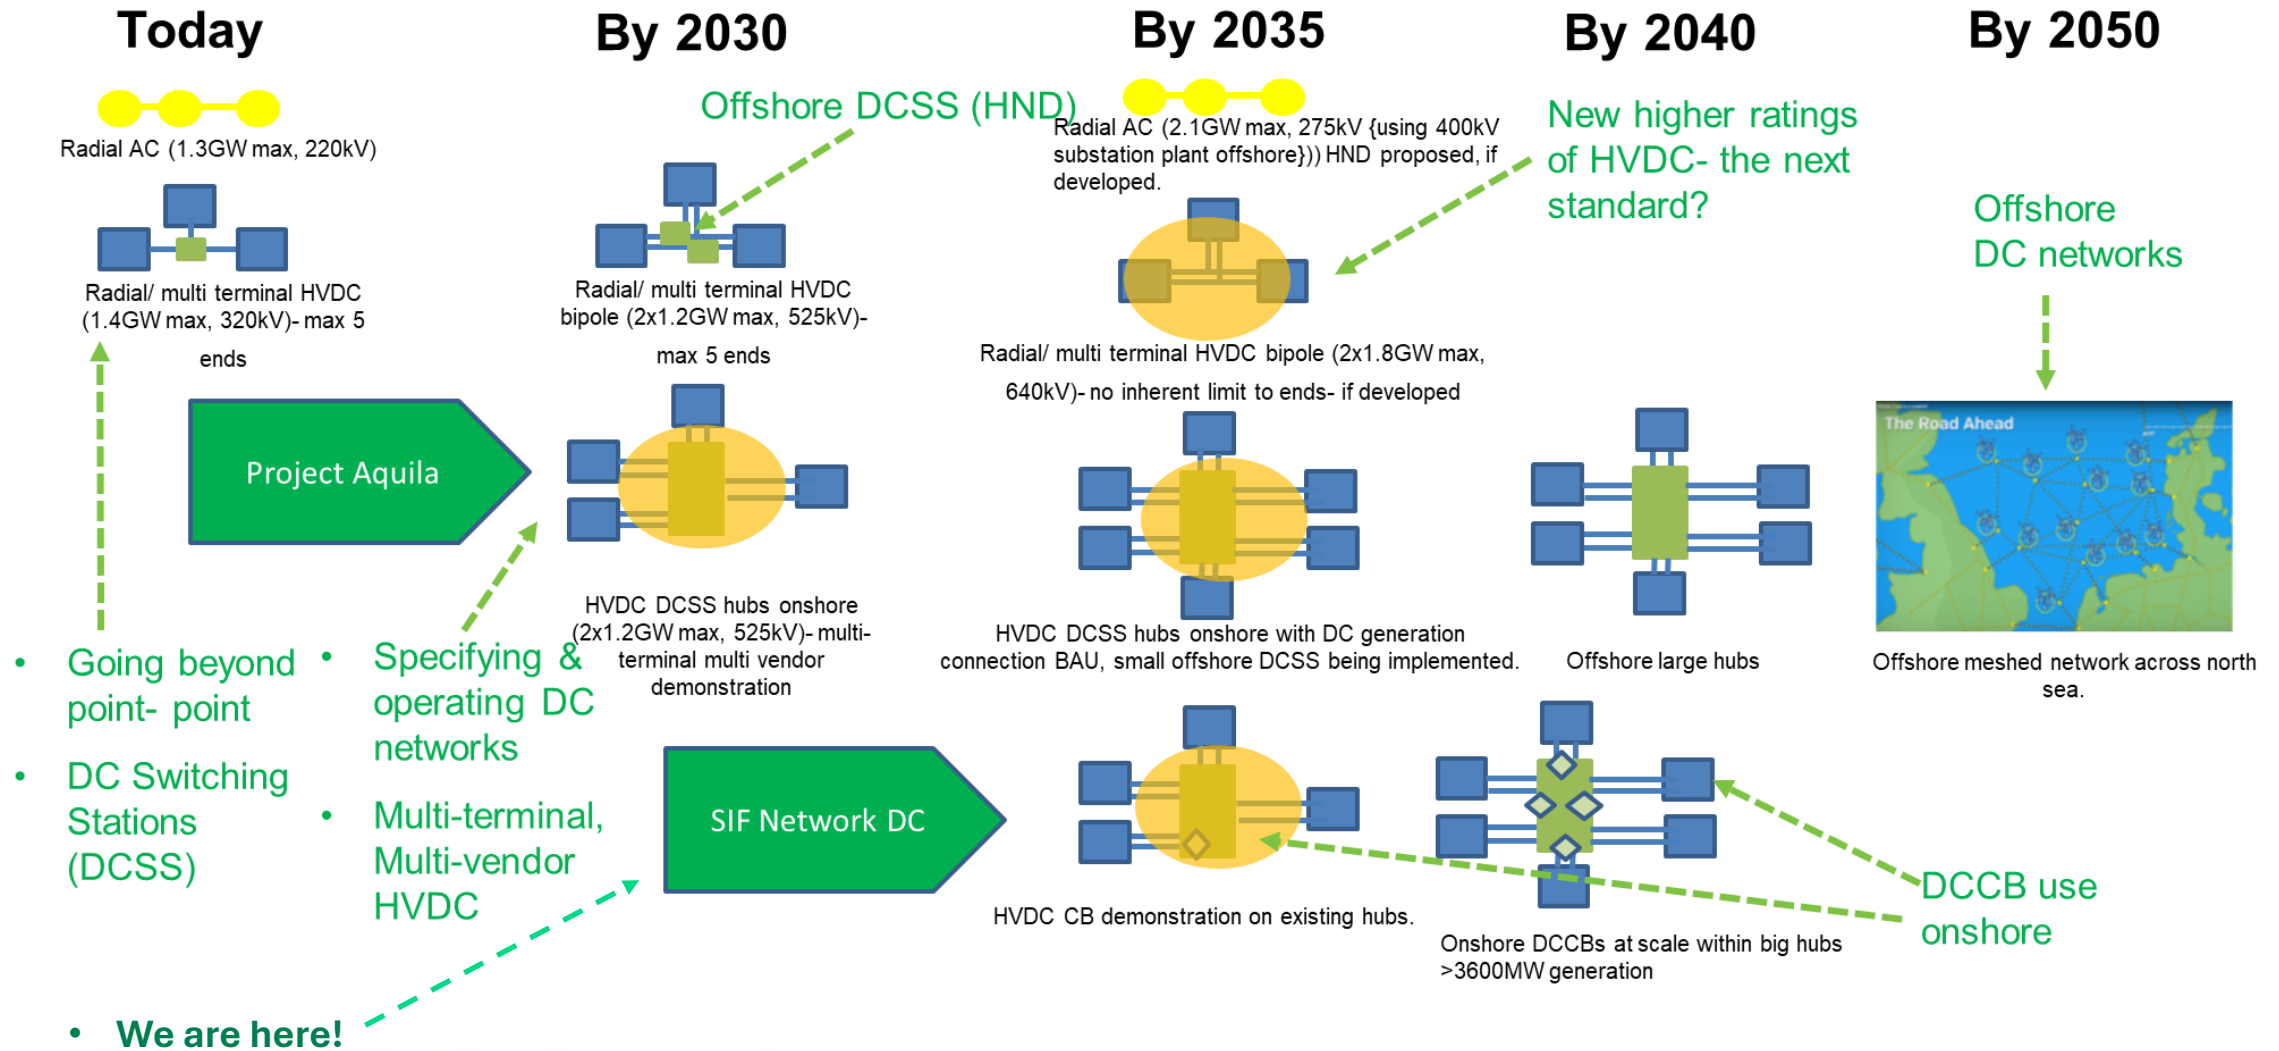 Today
By 2030
By 2035
By 2040
By 2050
Radial AC (1.3GW max, 220kV)
Radial/ multi terminal HVDC
(1.4GW max, 320kV)- max 5
ends
Offshore DCSS (HND)
Radial/ multi terminal HVDC
bipole (2x1.2GW max, 525kV)-
max 5 ends
Radial AC (2.1GW max, 275kV {using 400kV
substation plant offshore})) HND proposed, if
developed.
Radial/ multi terminal HVDC bipole (2x1.8GW max,
640kV)- no inherent limit to ends- if developed
New higher ratings
of HVDC- the next
standard?
Offshore
DC networks
Project Aquila
The Road Ahead
HVDC DCSS hubs onshore
(2x1.2GW max, 525kV)- multi-
terminal multi vendor
demonstration
HVDC DCSS hubs onshore with DC generation
connection BAU, small offshore DCSS being implemented.
Offshore large hubs
Offshore meshed network across north
sea.
• Going beyond
point- point
• DC Switching
Stations
(DCSS)
• Specifying &
operating DC
networks
• Multi-terminal,
Multi-vendor
HVDC
SIF Network DC
HVDC CB demonstration on existing hubs.
Onshore DCCBs at scale within big hubs
>3600MW generation
DCCB use
onshore
• We are here!